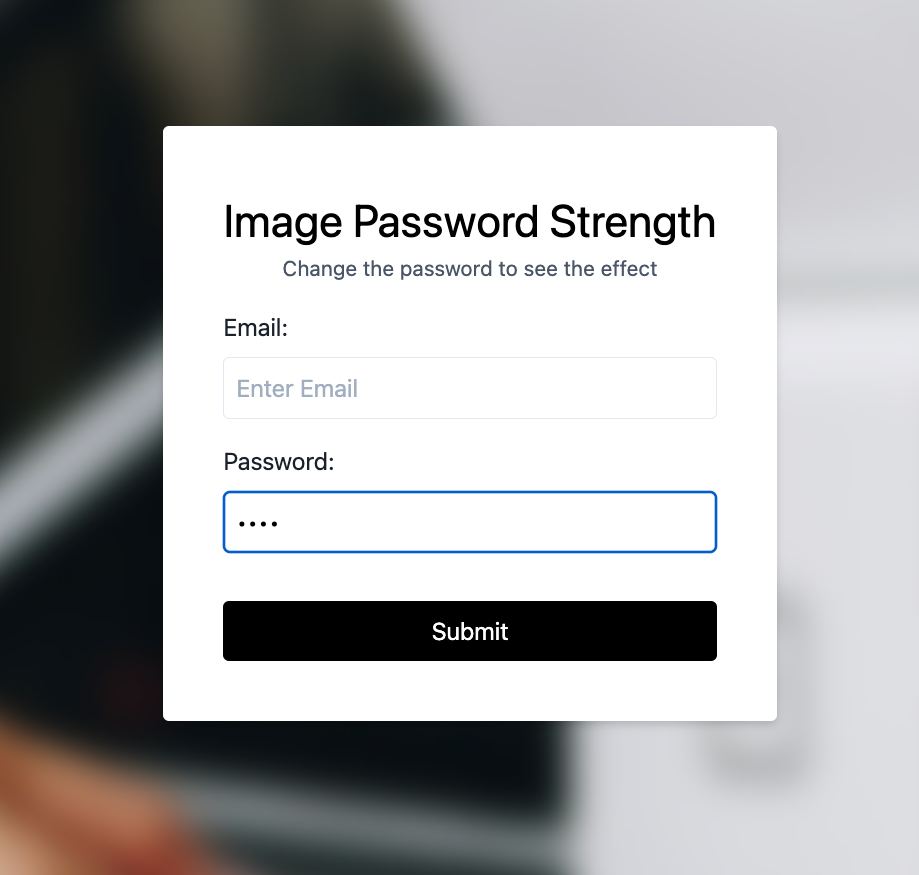 Image Password Strength
Change the password to see the effect
Email:
Enter Email
Password:
••••
Submit